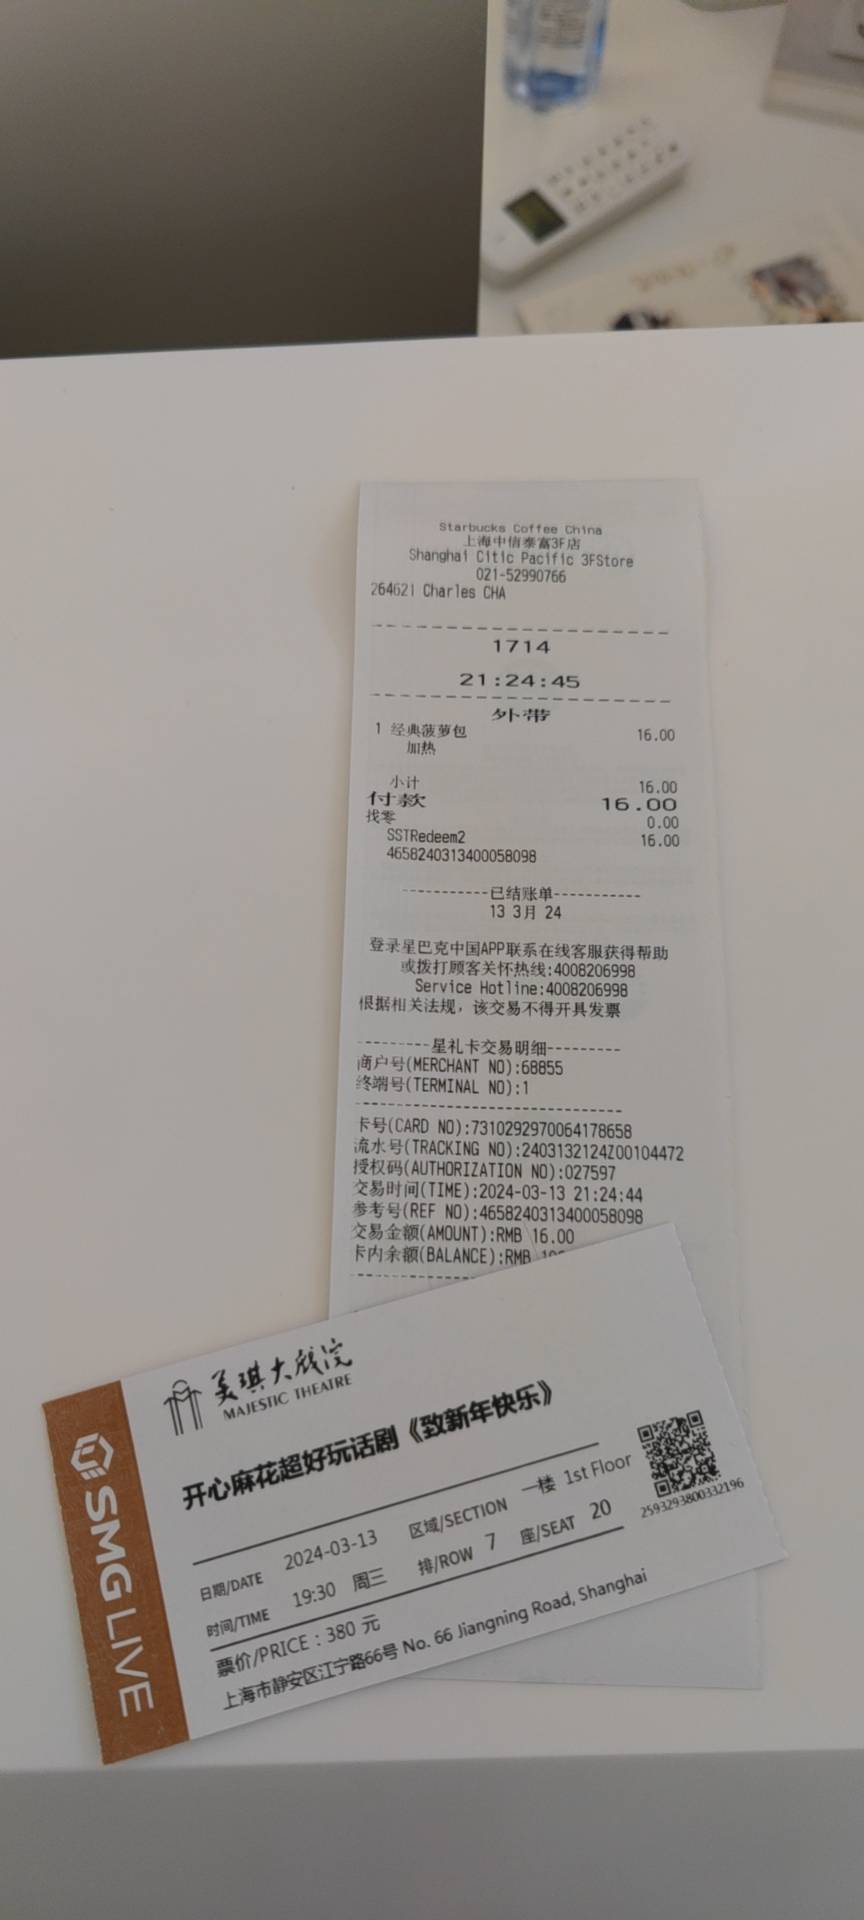 Starbucks Coffee China
上海中信泰富3F店
Shanghai Citic Pacific 3FStore
021-52990766
264621 Charles CHA
1714
21:24:45
外带
1 经典菠萝包 16.00
加热
小计 16.00
付款 16.00
找零 0.00
SSTRedeem2 16.00
4658240313400058098
-----------已结账单-----------
13 3月 24
登录星巴克中国APP联系在线客服获得帮助
或拨打顾客关怀热线:4008206998
Service Hotline:4008206998
根据相关法规，该交易不得开具发票
---------星礼卡交易明细---------
商户号(MERCHANT NO):68855
终端号(TERMINAL NO):1
卡号(CARD NO):7310292970064178658
流水号(TRACKING NO):2403132124Z00104472
授权码(AUTHORIZATION NO):027597
交易时间(TIME):2024-03-13 21:24:44
参考号(REF NO):4658240313400058098
交易金额(AMOUNT):RMB 16.00
卡内余额(BALANCE):RMB
SMG LIVE
美琪大戏院
MAJESTIC THEATRE
开心麻花超好玩话剧《致新年快乐》
日期/DATE 2024-03-13 区域/SECTION 一楼 1st Floor
时间/TIME 19:30 周三 排/ROW 7 座/SEAT 20
2593293800332196
票价/PRICE：380 元
上海市静安区江宁路66号 No. 66 Jiangning Road, Shanghai